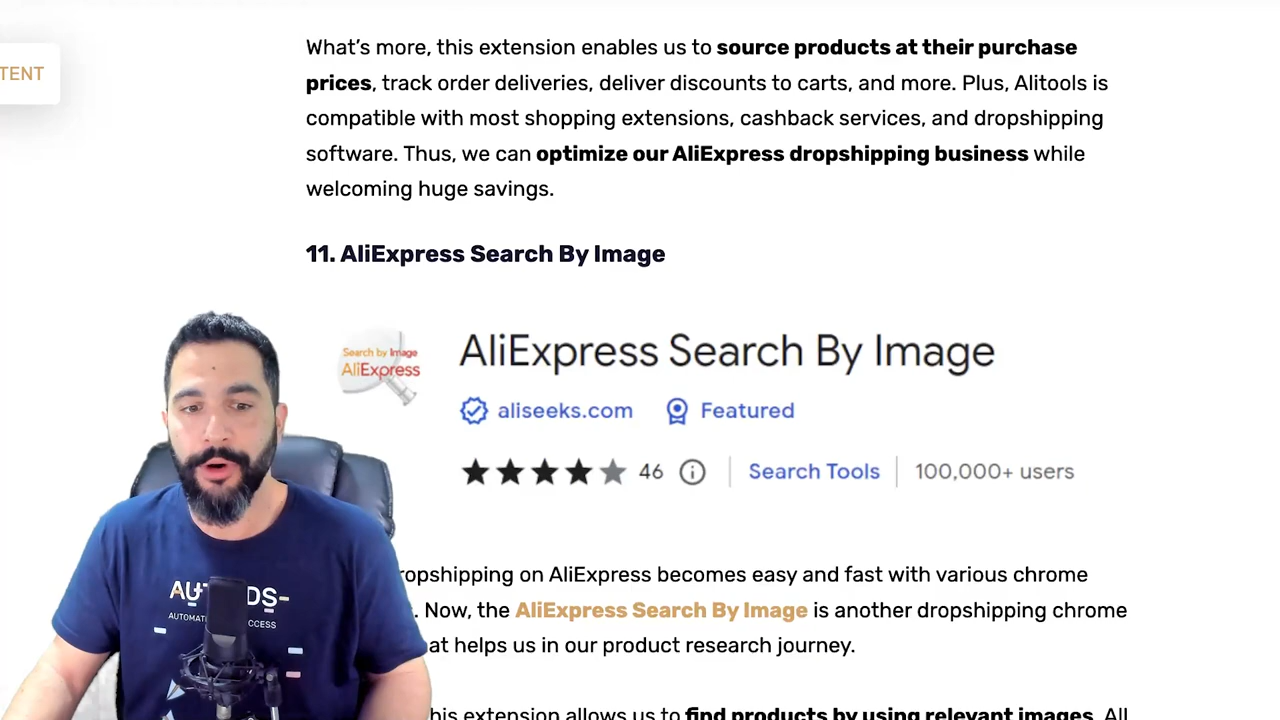 What's more, this extension enables us to source products at their purchase
TENT
prices, track order deliveries, deliver discounts to carts, and more. Plus, Alitools is
compatible with most shopping extensions, cashback services, and dropshipping
software. Thus, we can optimize our AliExpress dropshipping business while
welcoming huge savings.
11. AliExpress Search By Image
Search by Image
AliExpress
AliExpress Search By Image
aliseeks.com Featured
46 Search Tools 100,000+ users
ropshipping on AliExpress becomes easy and fast with various chrome
. Now, the AliExpress Search By Image is another dropshipping chrome
at helps us in our product research journey.
his extension allows us to find products by using relevant images. All